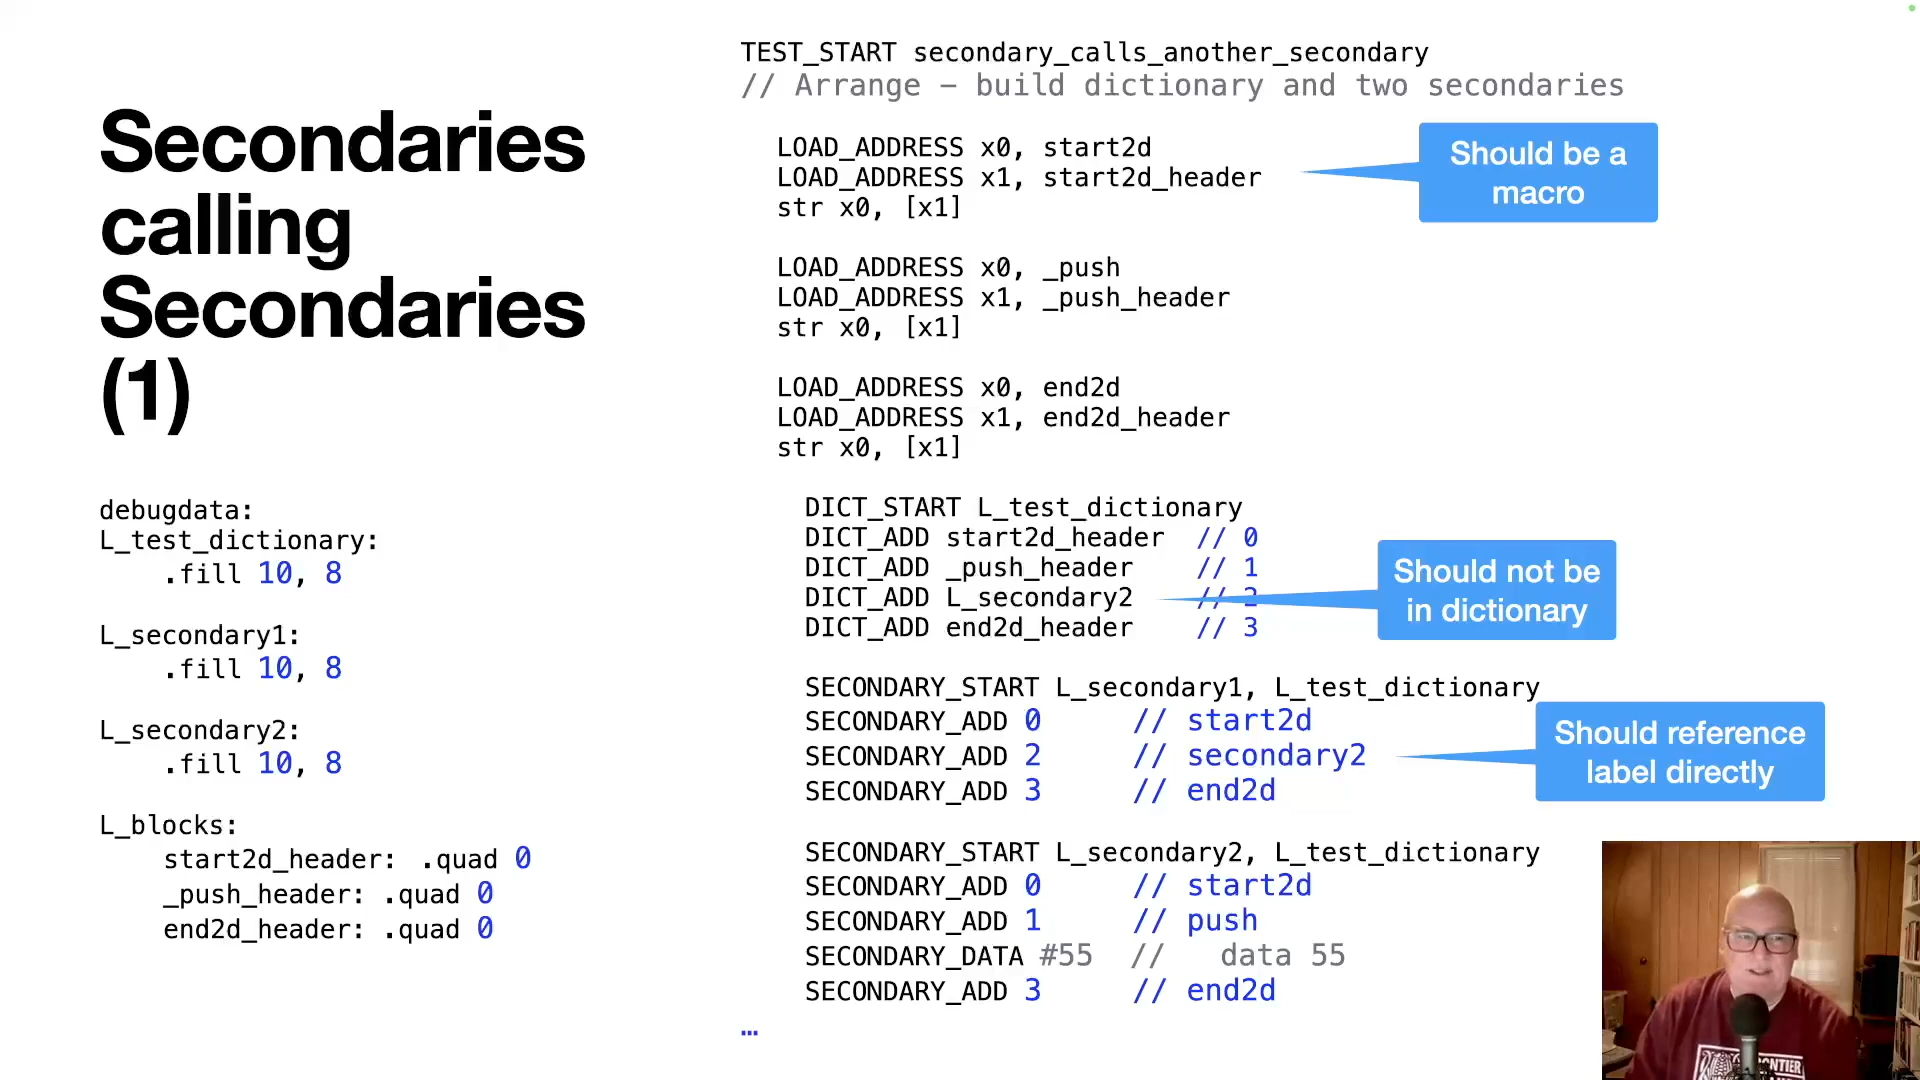 Secondaries
calling
Secondaries
(1)
debugdata:
L_test_dictionary:
.fill 10, 8
L_secondary1:
.fill 10, 8
L_secondary2:
.fill 10, 8
L_blocks:
start2d_header: .quad 0
_push_header: .quad 0
end2d_header: .quad 0
TEST_START secondary_calls_another_secondary
// Arrange – build dictionary and two secondaries
LOAD_ADDRESS x0, start2d
LOAD_ADDRESS x1, start2d_header
str x0, [x1]
Should be a
macro
LOAD_ADDRESS x0, _push
LOAD_ADDRESS x1, _push_header
str x0, [x1]
LOAD_ADDRESS x0, end2d
LOAD_ADDRESS x1, end2d_header
str x0, [x1]
DICT_START L_test_dictionary
DICT_ADD start2d_header // 0
DICT_ADD _push_header // 1
DICT_ADD L_secondary2 // 2
DICT_ADD end2d_header // 3
Should not be
in dictionary
SECONDARY_START L_secondary1, L_test_dictionary
SECONDARY_ADD 0 // start2d
SECONDARY_ADD 2 // secondary2
SECONDARY_ADD 3 // end2d
Should reference
label directly
SECONDARY_START L_secondary2, L_test_dictionary
SECONDARY_ADD 0 // start2d
SECONDARY_ADD 1 // push
SECONDARY_DATA #55 // data 55
SECONDARY_ADD 3 // end2d
…